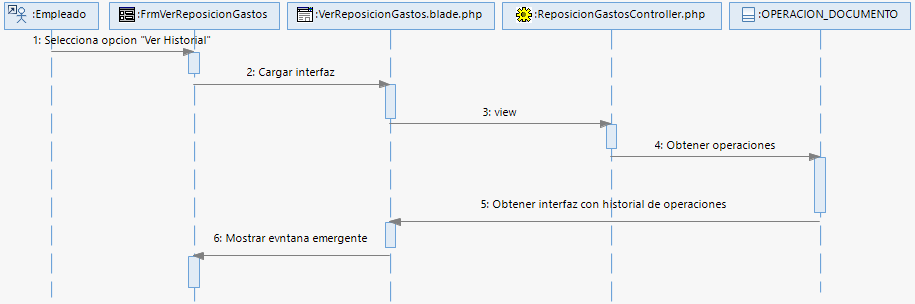 :Empleado
:FrmVerReposicionGastos
:VerReposicionGastos.blade.php
:ReposicionGastosController.php
:OPERACION_DOCUMENTO
1: Selecciona opcion "Ver Historial"
2: Cargar interfaz
3: view
4: Obtener operaciones
5: Obtener interfaz con historial de operaciones
6: Mostrar evntana emergente